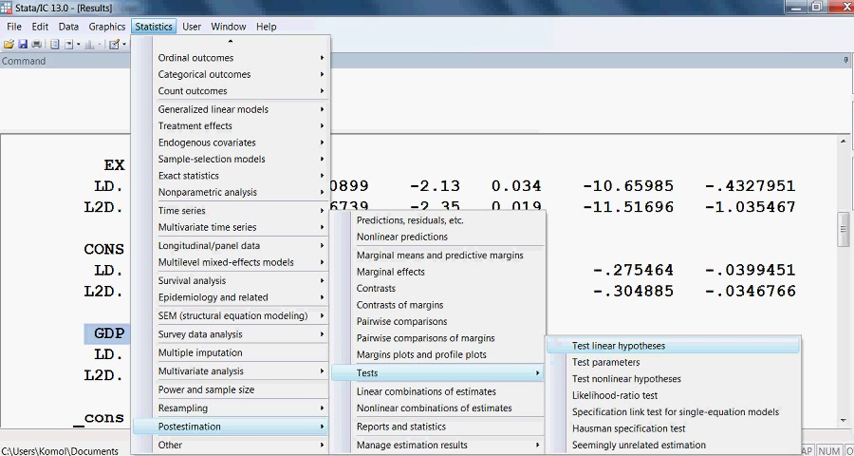 Stata/IC 13.0 - [Results]
File Edit Data Graphics Statistics User Window Help
Command
Ordinal outcomes
Categorical outcomes
Count outcomes
Generalized linear models
Treatment effects
Endogenous covariates
Sample-selection models
Exact statistics
Nonparametric analysis
Time series
Multivariate time series
Longitudinal/panel data
Multilevel mixed-effects models
Survival analysis
Epidemiology and related
SEM (structural equation modeling)
Survey data analysis
Multiple imputation
Multivariate analysis
Power and sample size
Resampling
Postestimation
Other
Predictions, residuals, etc.
Nonlinear predictions
Marginal means and predictive margins
Marginal effects
Contrasts
Contrasts of margins
Pairwise comparisons
Pairwise comparisons of margins
Margins plots and profile plots
Tests
Linear combinations of estimates
Nonlinear combinations of estimates
Reports and statistics
Manage estimation results
Test linear hypotheses
Test parameters
Test nonlinear hypotheses
Likelihood-ratio test
Specification link test for single-equation models
Hausman specification test
Seemingly unrelated estimation
EX
LD. 0899 -2.13 0.034 -10.65985 -.4327951
L2D. 6739 -2.35 0.019 -11.51696 -1.035467
CONS
LD. -.275464 -.0399451
L2D. -.304885 -.0346766
GDP
LD.
L2D.
_cons
C:\Users\Komol\Documents
AP NUM O